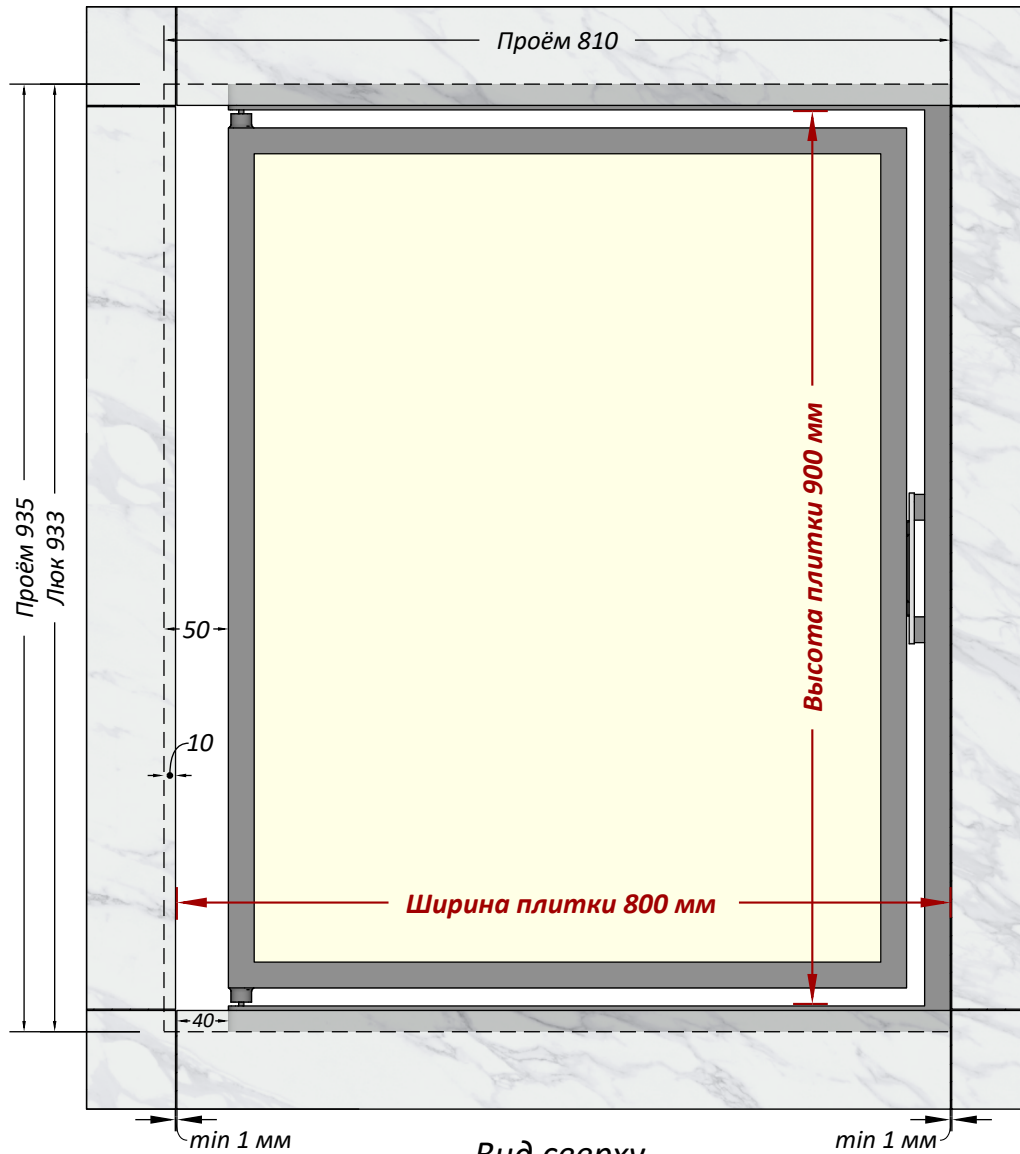 Проём 810
Проём 935
Люк 933
Высота плитки 900 мм
50
10
Ширина плитки 800 мм
40
min 1 мм
Вид сверху
min 1 мм